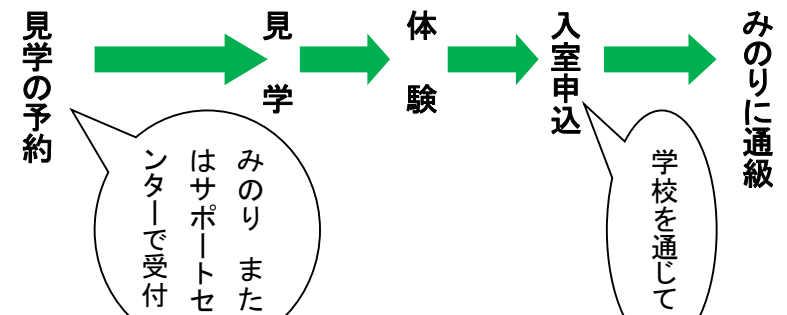 見学の予約
見学
体験
入室申込
みのりに通級
みのり また
はサポートセ
ンターで受付
学校を通じて